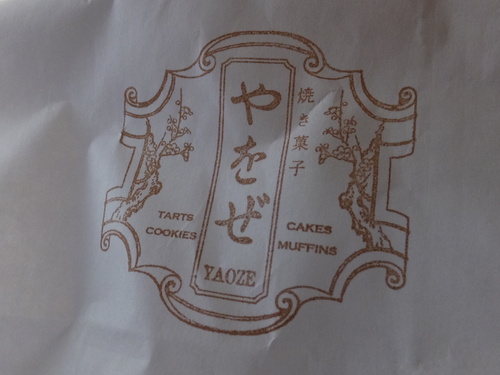 焼き菓子
やをぜ
YAOZE
TARTS
COOKIES
CAKES
MUFFINS